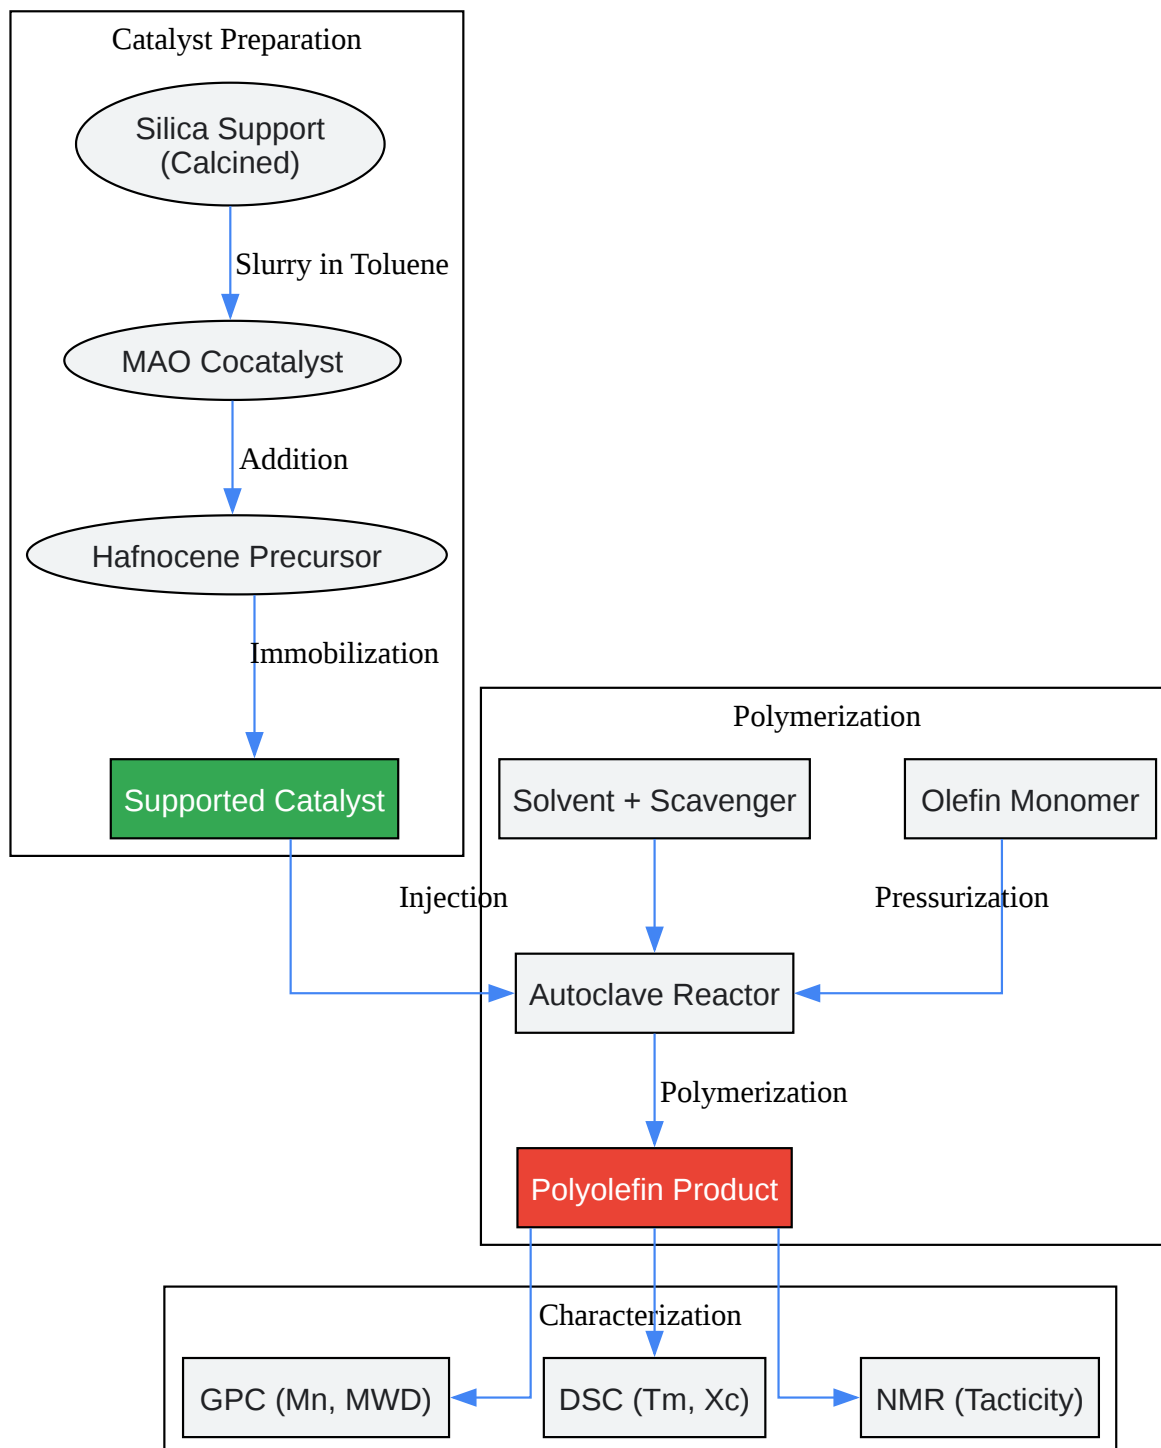 Catalyst Preparation
Silica Support
(Calcined)
Slurry in Toluene
MAO Cocatalyst
Addition
Hafnocene Precursor
Immobilization
Supported Catalyst
Polymerization
Solvent + Scavenger
Olefin Monomer
Injection
Pressurization
Autoclave Reactor
Polymerization
Polyolefin Product
Characterization
GPC (Mn, MWD)
DSC (Tm, Xc)
NMR (Tacticity)